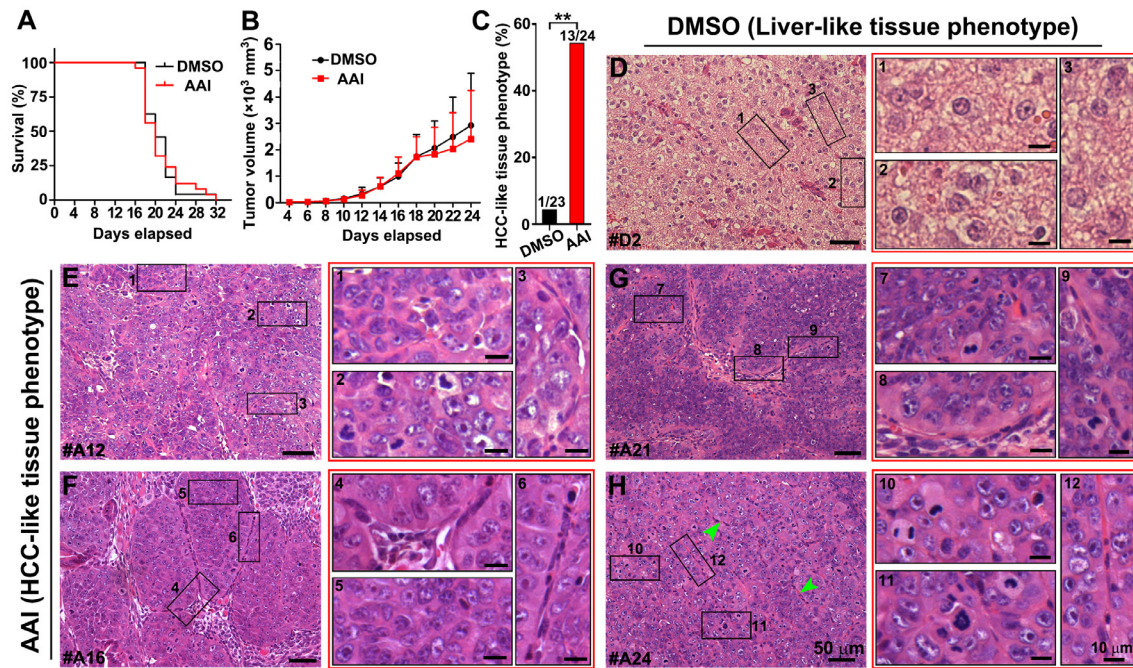 A
DMSO
AAI
Survival (%)
100
75
50
25
0
0 4 8 12 16 20 24 28 32
Days elapsed
B
DMSO
AAI
Tumor volume (×10³ mm³)
6
5
4
3
2
1
0
4 6 8 10 12 14 16 18 20 22 24
Days elapsed
C
**
13/24
1/23
HCC-like tissue phenotype (%)
60
40
20
0
DMSO AAI
DMSO (Liver-like tissue phenotype)
D
1
3
2
#D2
1
2
3
AAI (HCC-like tissue phenotype)
E
1
2
3
#A12
1
2
3
G
7
9
8
#A21
7
8
9
F
5
6
4
#A16
4
5
6
H
10
12
11
#A24
50 μm
10
11
12
10 μm